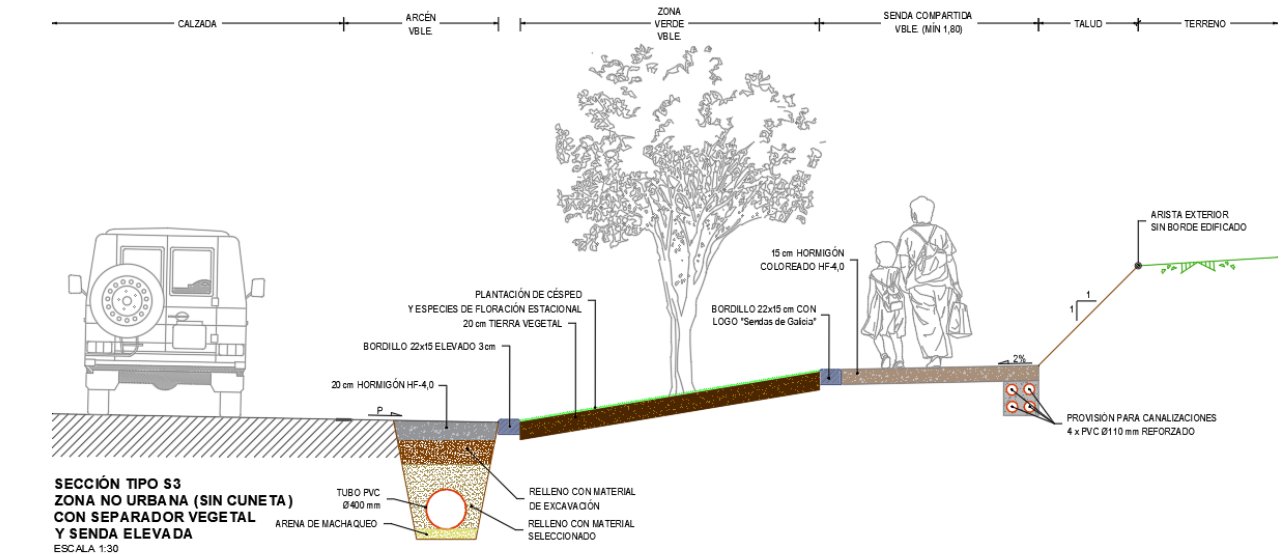 CALZADA
ARCÉN
VBLE.
ZONA
VERDE
VBLE.
SENDA COMPARTIDA
VBLE. (MÍN 1,80)
TALUD
TERRENO
ARISTA EXTERIOR
SIN BORDE EDIFICADO
15 cm HORMIGÓN
COLOREADO HF-4,0
PLANTACIÓN DE CÉSPED
Y ESPECIES DE FLORACIÓN ESTACIONAL
20 cm TIERRA VEGETAL
BORDILLO 22x15 cm CON
LOGO "Sendas de Galicia"
1
1
BORDILLO 22x15 ELEVADO 3cm
2%
20 cm HORMIGÓN HF-4,0
P
PROVISIÓN PARA CANALIZACIONES
4 x PVC Ø110 mm REFORZADO
SECCIÓN TIPO S3
ZONA NO URBANA (SIN CUNETA)
CON SEPARADOR VEGETAL
Y SENDA ELEVADA
ESCALA 1:30
TUBO PVC
Ø400 mm
ARENA DE MACHAQUEO
RELLENO CON MATERIAL
DE EXCAVACIÓN
RELLENO CON MATERIAL
SELECCIONADO